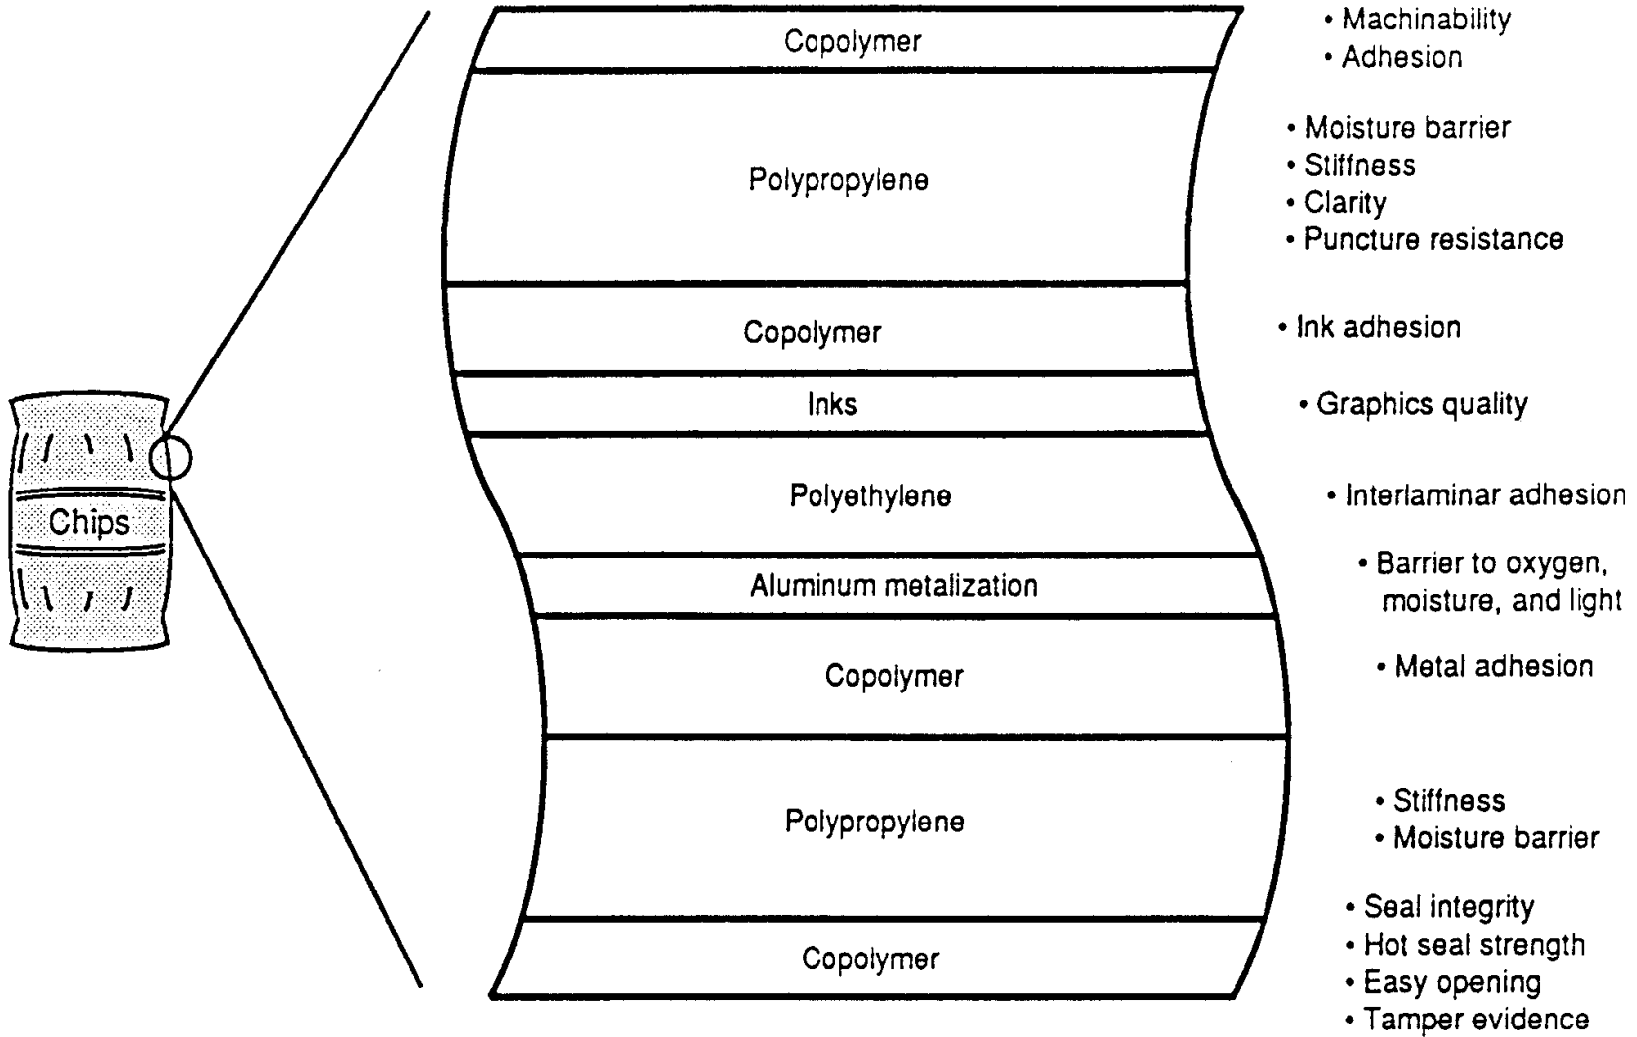 Copolymer
• Machinability
• Adhesion
Polypropylene
• Moisture barrier
• Stiffness
• Clarity
• Puncture resistance
Copolymer
• Ink adhesion
Inks
• Graphics quality
Polyethylene
• Interlaminar adhesion
Chips
Aluminum metalization
• Barrier to oxygen,
moisture, and light
Copolymer
• Metal adhesion
Polypropylene
• Stiffness
• Moisture barrier
Copolymer
• Seal integrity
• Hot seal strength
• Easy opening
• Tamper evidence